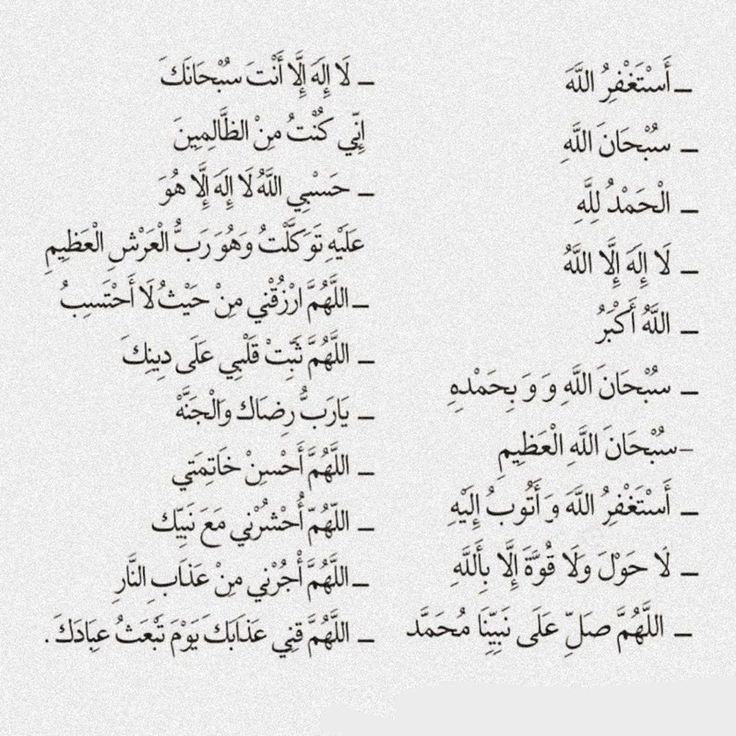 ـ أَسْتَغْفِرُ اللَّهَ
ـ سُبْحَانَ اللَّهِ
ـ الْحَمْدُ لِلَّهِ
ـ لَا إِلَهَ إِلَّا اللَّهُ
ـ اللَّهُ أَكْبَرُ
ـ سُبْحَانَ اللَّهِ وَ وَ بِحَمْدِهِ
ـ سُبْحَانَ اللَّهِ الْعَظِيمِ
ـ أَسْتَغْفِرُ اللَّهَ وَ أَتُوبُ إِلَيْهِ
ـ لَا حَوْلَ وَلَا قُوَّةَ إِلَّا بِأَللَّهِ
ـ اللَّهُمَّ صَلِّ عَلَى نَبِيِّنَا مُحَمَّد
ـ لَا إِلَهَ إِلَّا أَنْتَ سُبْحَانَكَ
إِنِّي كُنْتُ مِنْ الظَّالِمِينَ
ـ حَسْبِي اللَّهُ لَا إِلَهَ إِلَّا هُوَ
عَلَيْهِ تَوَكَّلْتُ وَهُوَ رَبُّ الْعَرْشِ الْعَظِيمِ
ـ اللَّهُمَّ ارْزُقْنِي مِنْ حَيْثُ لَا أَحْتَسِبُ
ـ اللَّهُمَّ ثَبِتْ قَلْبِي عَلَى دِينِكَ
ـ يَارَبُّ رِضَاك وَالْجَنَّهْ
ـ اللَّهُمَّ أَحْسِنْ خَاتِمَتِي
ـ اللّهُمّ أُحْشُرْنِي مَعَ نَبِيّك
ـ اللَّهُمَّ أْجُرْنِي مِنْ عَذَابِ النَّارِ
ـ اللَّهُمَّ قِنِي عَذَابَكَ يَوْمَ تَبْعَثُ عِبَادَكَ .